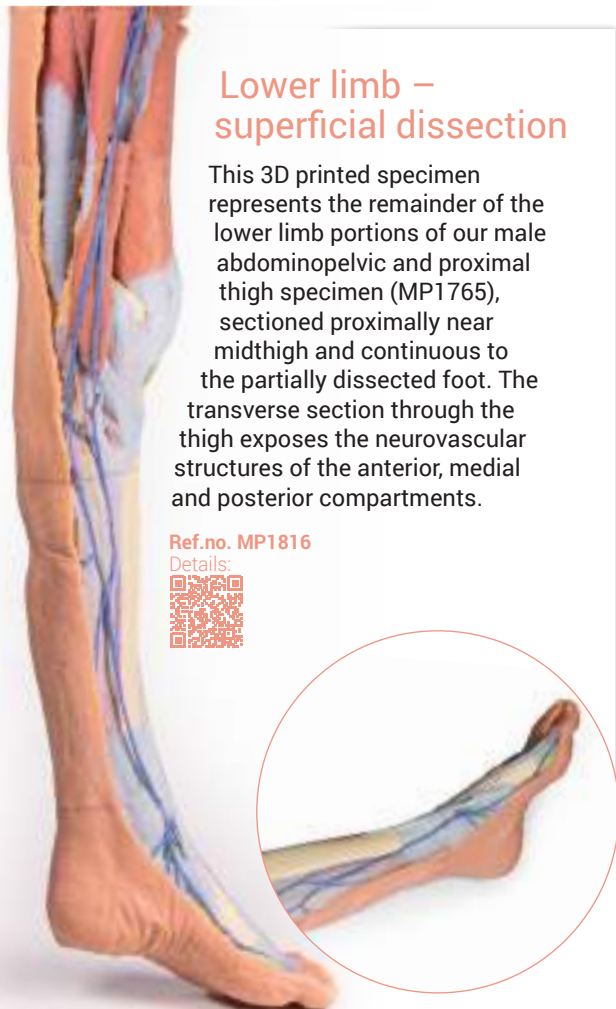 Lower limb –
superficial dissection
This 3D printed specimen
represents the remainder of the
lower limb portions of our male
abdominopelvic and proximal
thigh specimen (MP1765),
sectioned proximally near
midthigh and continuous to
the partially dissected foot. The
transverse section through the
thigh exposes the neurovascular
structures of the anterior, medial
and posterior compartments.
Ref.no. MP1816
Details: